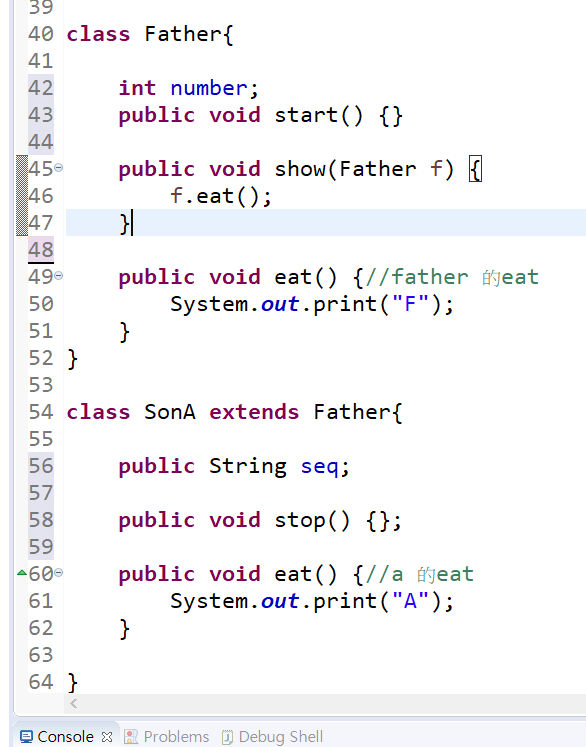 39
40 class Father{
41
42     int number;
43     public void start() {}
44
45     public void show(Father f) {
46         f.eat();
47     }
48
49     public void eat() {//father 的eat
50         System.out.print("F");
51     }
52 }
53
54 class SonA extends Father{
55
56     public String seq;
57
58     public void stop() {};
59
60     public void eat() {//a 的eat
61         System.out.print("A");
62     }
63
64 }
Console Problems Debug Shell